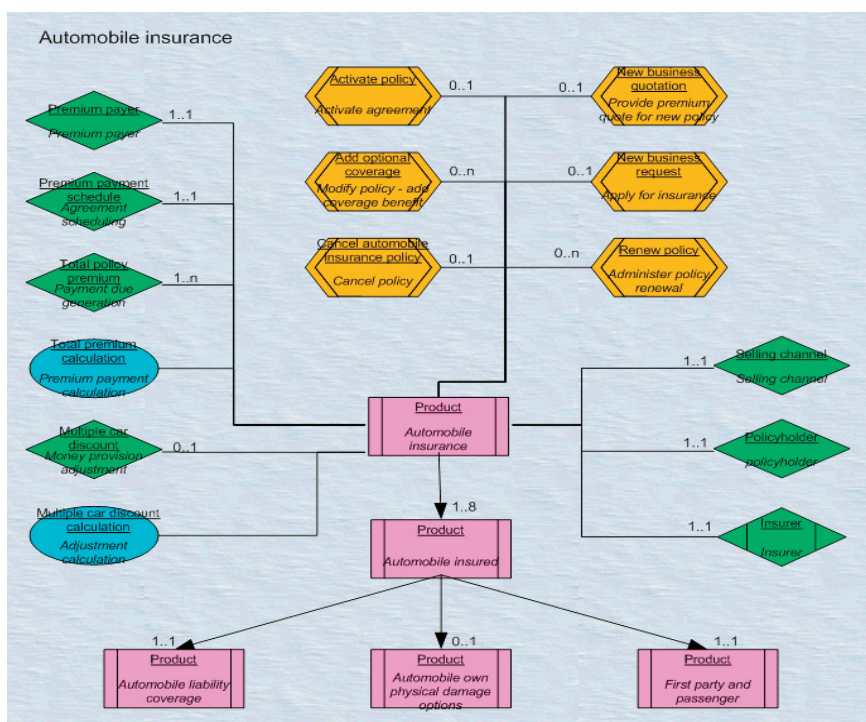 Automobile insurance
Activate policy
Activate agreement
0..1
0..1
New business
quotation
Provide premium
quote for new policy
Premium payer
Premium payer
1..1
Add optional
coverage
Modify policy - add
coverage benefit
0..n
0..1
New business
request
Apply for insurance
Premium payment
schedule
Agreement
scheduling
1..1
Cancel automobile
insurance policy
Cancel policy
0..1
0..n
Renew policy
Administer policy
renewal
Total policy
premium
Payment due
generation
1..n
Total premium
calculation
Premium payment
calculation
1..1
Selling channel
Selling channel
Product
Automobile
insurance
Multiple car
discount
Money provision
adjustment
0..1
1..1
Policyholder
policyholder
Multiple car discount
calculation
Adjustment
calculation
1..8
Product
Automobile insured
1..1
Insurer
Insurer
1..1
Product
Automobile liability
coverage
0..1
Product
Automobile own
physical damage
options
1..1
Product
First party and
passenger